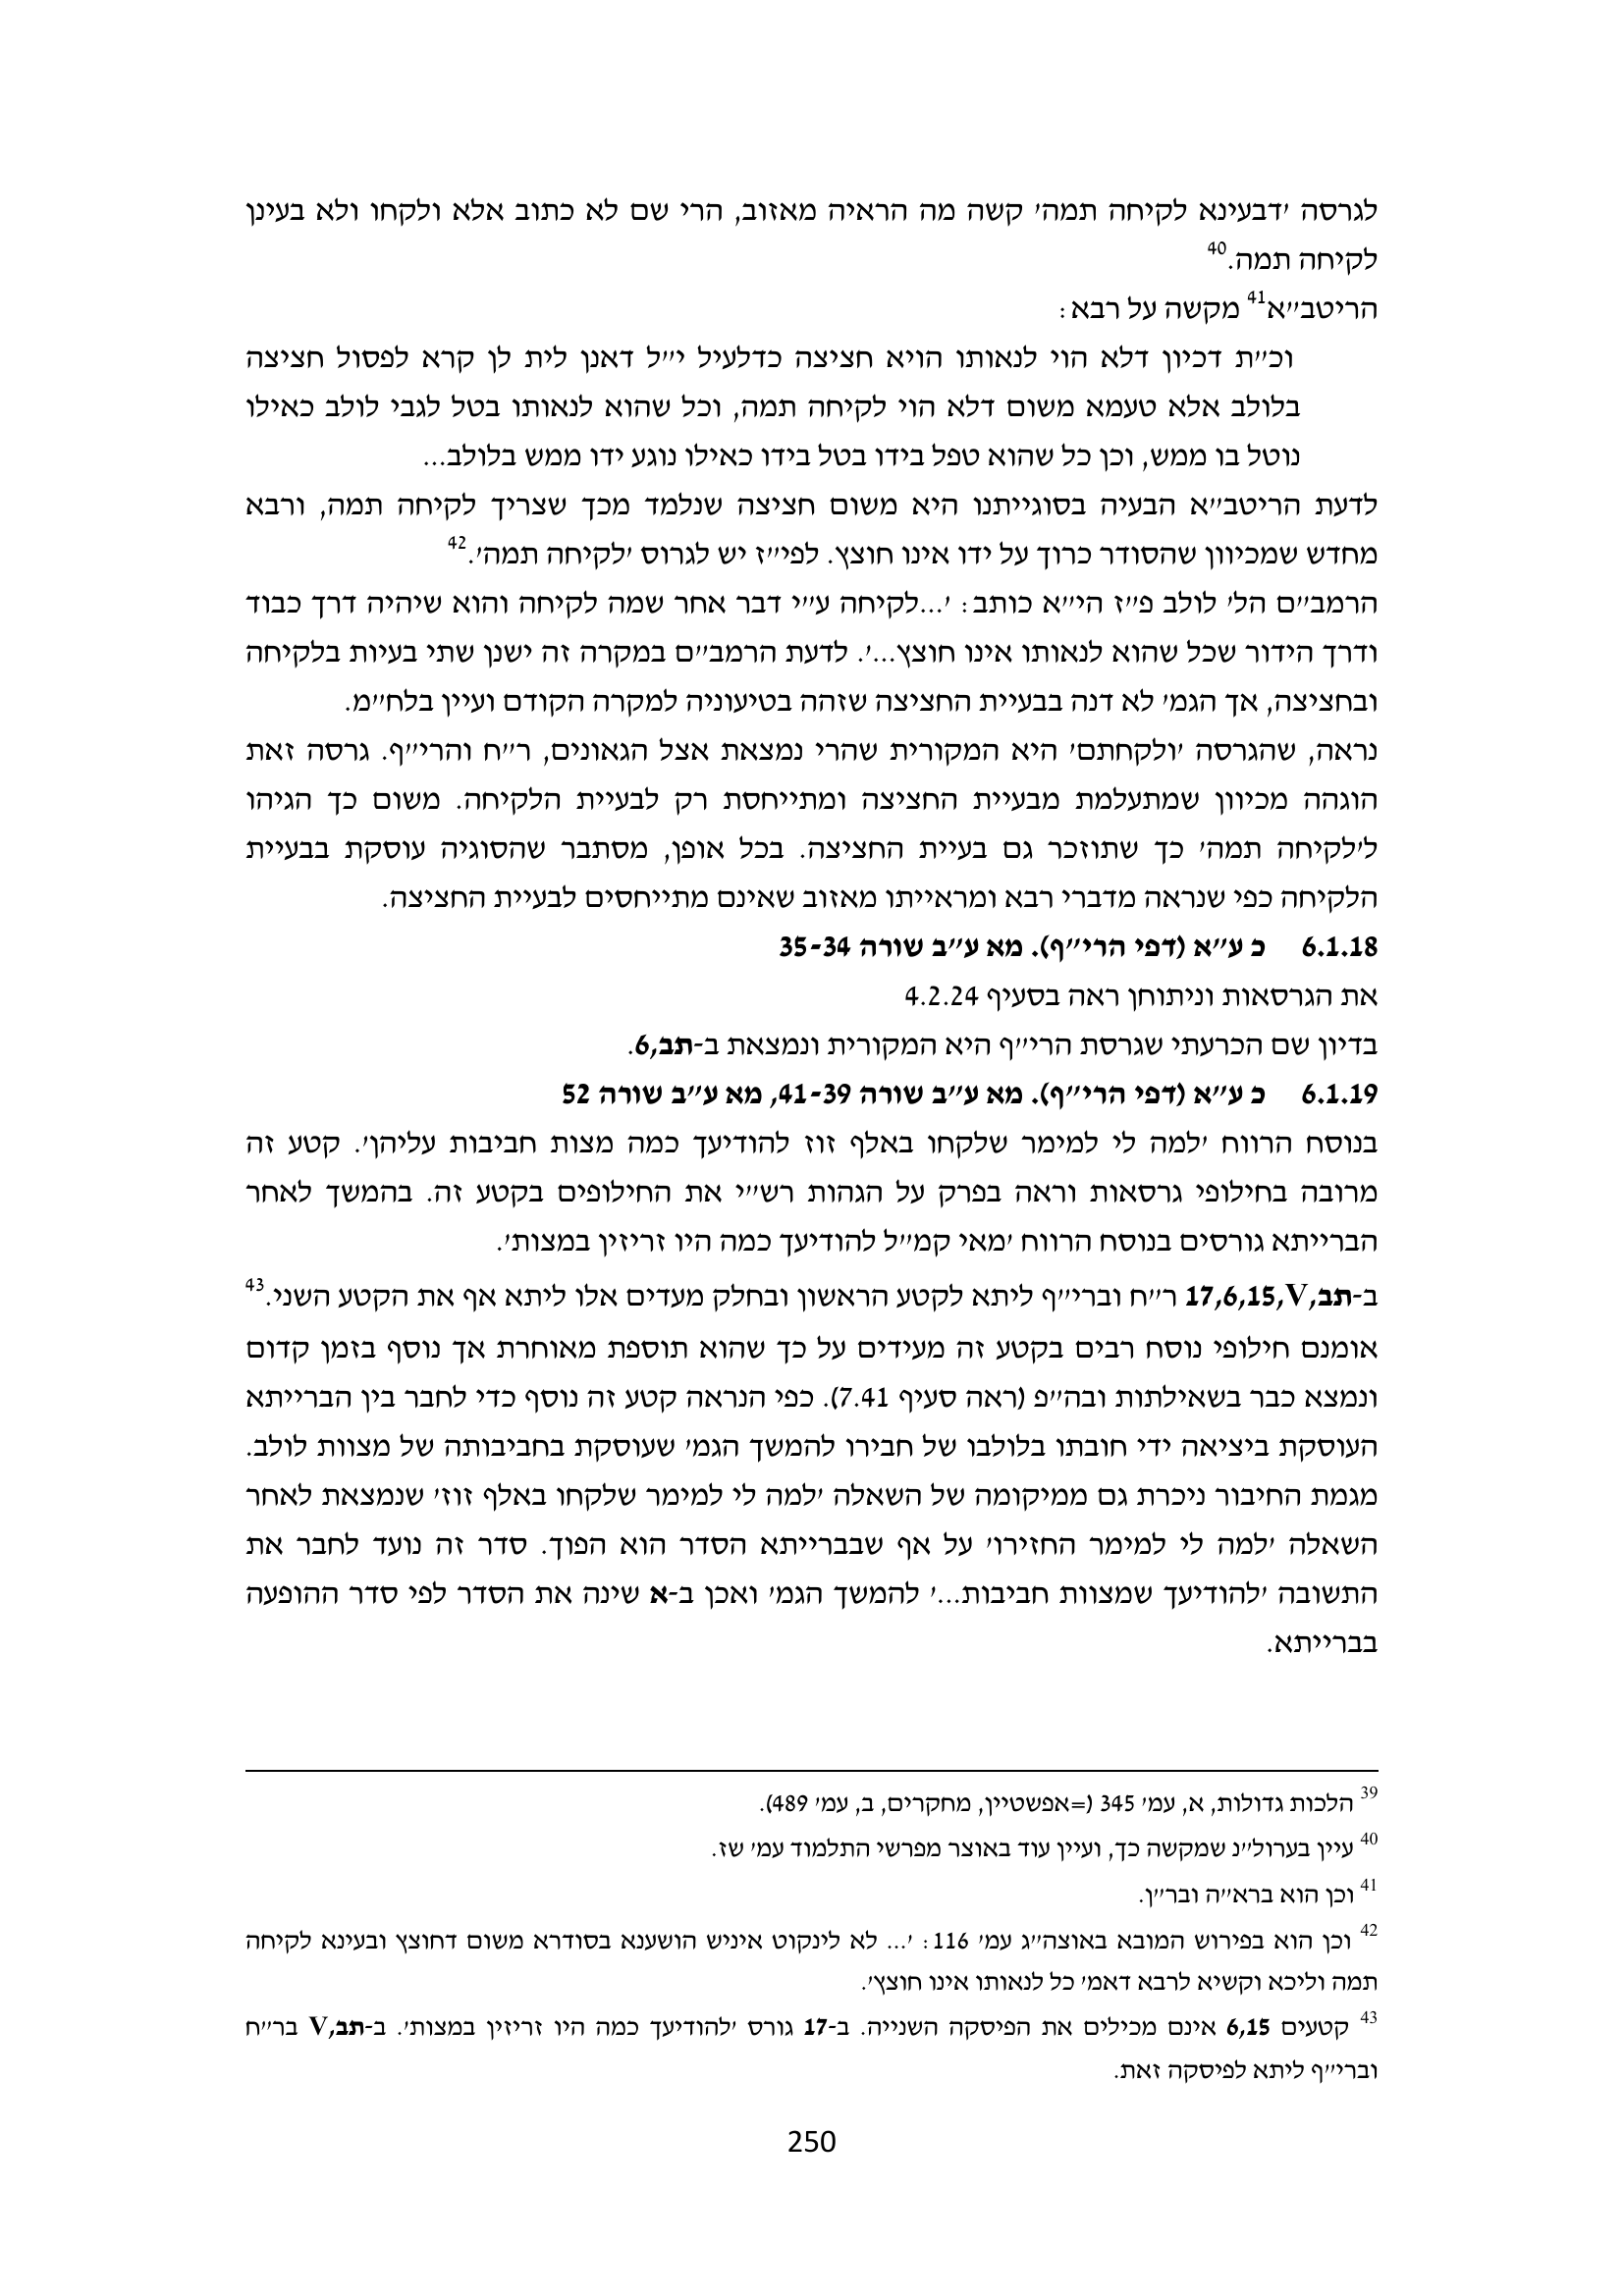 לגרסה 'דבעינא לקיחה תמה' קשה מה הראיה מאזוב, הרי שם לא כתוב אלא ולקחו ולא בעינן
לקיחה תמה.40
הריטב"א41 מקשה על רבא:
וכ"ת דכיון דלא הוי לנאותו הויא חציצה כדלעיל י"ל דאנן לית לן קרא לפסול חציצה
בלולב אלא טעמא משום דלא הוי לקיחה תמה, וכל שהוא לנאותו בטל לגבי לולב כאילו
נוטל בו ממש, וכן כל שהוא טפל בידו בטל בידו כאילו נוגע ידו ממש בלולב...
לדעת הריטב"א הבעיה בסוגייתנו היא משום חציצה שנלמד מכך שצריך לקיחה תמה, ורבא
מחדש שמכיוון שהסודר כרוך על ידו אינו חוצץ. לפי"ז יש לגרוס 'לקיחה תמה'.42
הרמב"ם הל' לולב פ"ז הי"א כותב: '...לקיחה ע"י דבר אחר שמה לקיחה והוא שיהיה דרך כבוד
ודרך הידור שכל שהוא לנאותו אינו חוצץ...'. לדעת הרמב"ם במקרה זה ישנן שתי בעיות בלקיחה
ובחציצה, אך הגמ' לא דנה בבעיית החציצה שזהה בטיעוניה למקרה הקודם ועיין בלח"מ.
נראה, שהגרסה 'ולקחתם' היא המקורית שהרי נמצאת אצל הגאונים, ר"ח והרי"ף. גרסה זאת
הוגהה מכיוון שמתעלמת מבעיית החציצה ומתייחסת רק לבעיית הלקיחה. משום כך הגיהו
ל'לקיחה תמה' כך שתוזכר גם בעיית החציצה. בכל אופן, מסתבר שהסוגיה עוסקת בבעיית
הלקיחה כפי שנראה מדברי רבא ומראייתו מאזוב שאינם מתייחסים לבעיית החציצה.
6.1.18 כ ע"א (דפי הרי"ף). מא ע"ב שורה 35-34
את הגרסאות וניתוחן ראה בסעיף 4.2.24
בדיון שם הכרעתי שגרסת הרי"ף היא המקורית ונמצאת ב-תב,6.
6.1.19 כ ע"א (דפי הרי"ף). מא ע"ב שורה 41-39, מא ע"ב שורה 52
בנוסח הרווח 'למה לי למימר שלקחו באלף זוז להודיעך כמה מצות חביבות עליהן'. קטע זה
מרובה בחילופי גרסאות וראה בפרק על הגהות רש"י את החילופים בקטע זה. בהמשך לאחר
הברייתא גורסים בנוסח הרווח 'מאי קמ"ל להודיעך כמה היו זריזין במצות'.
ב-תב,V,17,6,15 ר"ח וברי"ף ליתא לקטע הראשון ובחלק מעדים אלו ליתא אף את הקטע השני.43
אומנם חילופי נוסח רבים בקטע זה מעידים על כך שהוא תוספת מאוחרת אך נוסף בזמן קדום
ונמצא כבר בשאילתות ובה"פ (ראה סעיף 7.41). כפי הנראה קטע זה נוסף כדי לחבר בין הברייתא
העוסקת ביציאה ידי חובתו בלולבו של חבירו להמשך הגמ' שעוסקת בחביבותה של מצוות לולב.
מגמת החיבור ניכרת גם ממיקומה של השאלה 'למה לי למימר שלקחו באלף זוז' שנמצאת לאחר
השאלה 'למה לי למימר החזירו' על אף שבברייתא הסדר הוא הפוך. סדר זה נועד לחבר את
התשובה 'להודיעך שמצוות חביבות...' להמשך הגמ' ואכן ב-א שינה את הסדר לפי סדר ההופעה
בברייתא.
39 הלכות גדולות, א, עמ' 345 (=אפשטיין, מחקרים, ב, עמ' 489).
40 עיין בערול"נ שמקשה כך, ועיין עוד באוצר מפרשי התלמוד עמ' שז.
41 וכן הוא ברא"ה ובר"ן.
42 וכן הוא בפירוש המובא באוצה"ג עמ' 116: '... לא לינקוט איניש הושענא בסודרא משום דחוצץ ובעינא לקיחה
תמה וליכא וקשיא לרבא דאמ' כל לנאותו אינו חוצץ'.
43 קטעים 6,15 אינם מכילים את הפיסקה השנייה. ב-17 גורס 'להודיעך כמה היו זריזין במצות'. ב-תב,V בר"ח
וברי"ף ליתא לפיסקה זאת.
250